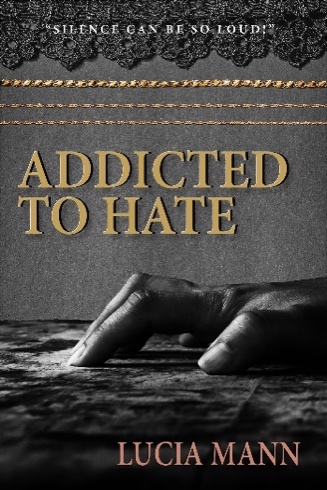 "SILENCE CAN BE SO LOUD!"
ADDICTED
TO HATE
LUCIA MANN